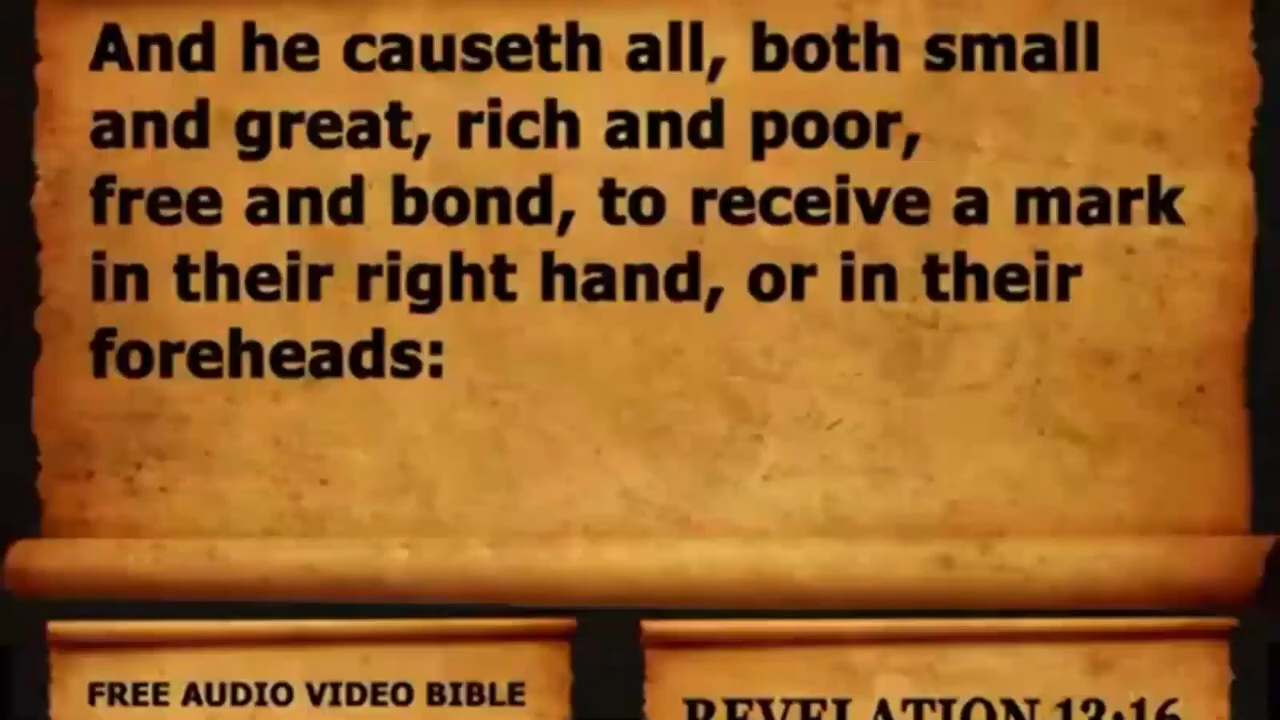 And he causeth all, both small
and great, rich and poor,
free and bond, to receive a mark
in their right hand, or in their
foreheads:
FREE AUDIO VIDEO BIBLE
REVELATION 13:16